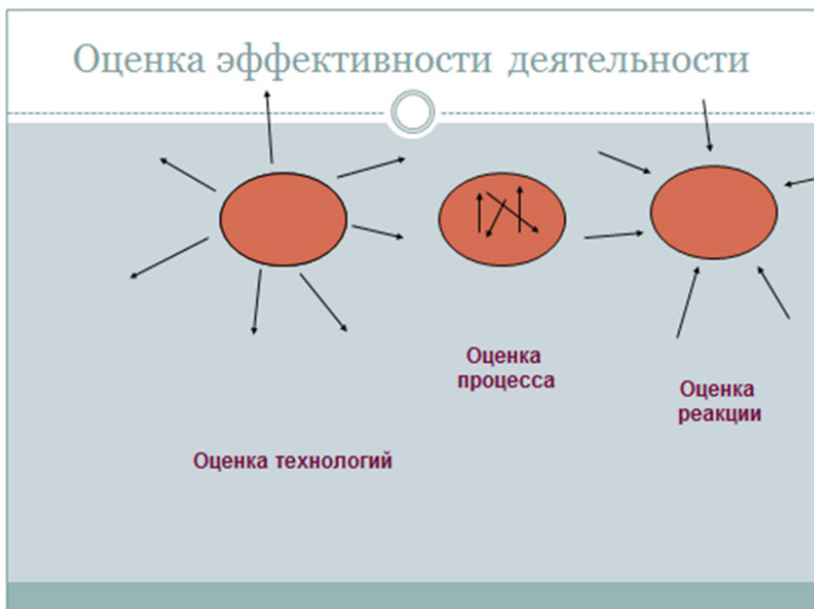 Оценка эффективности деятельности
Оценка
процесса
Оценка
реакции
Оценка технологий